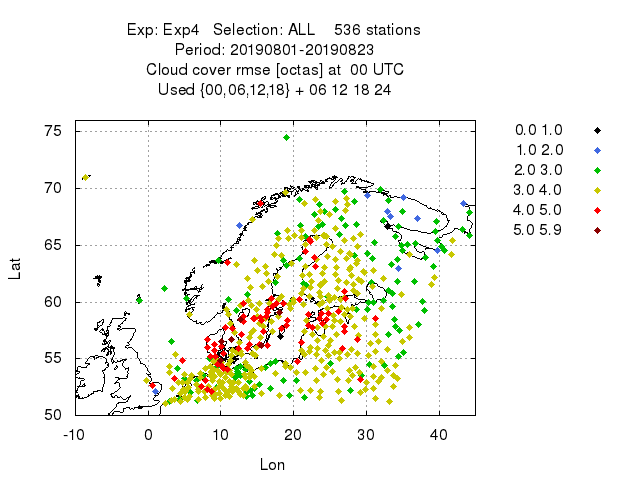 Exp: Exp4 Selection: ALL 536 stations
Period: 20190801-20190823
Cloud cover rmse [octas] at 00 UTC
Used {00,06,12,18} + 06 12 18 24
75
70
65
60
55
50
Lat
-10 0 10 20 30 40
Lon
0.0 1.0
1.0 2.0
2.0 3.0
3.0 4.0
4.0 5.0
5.0 5.9